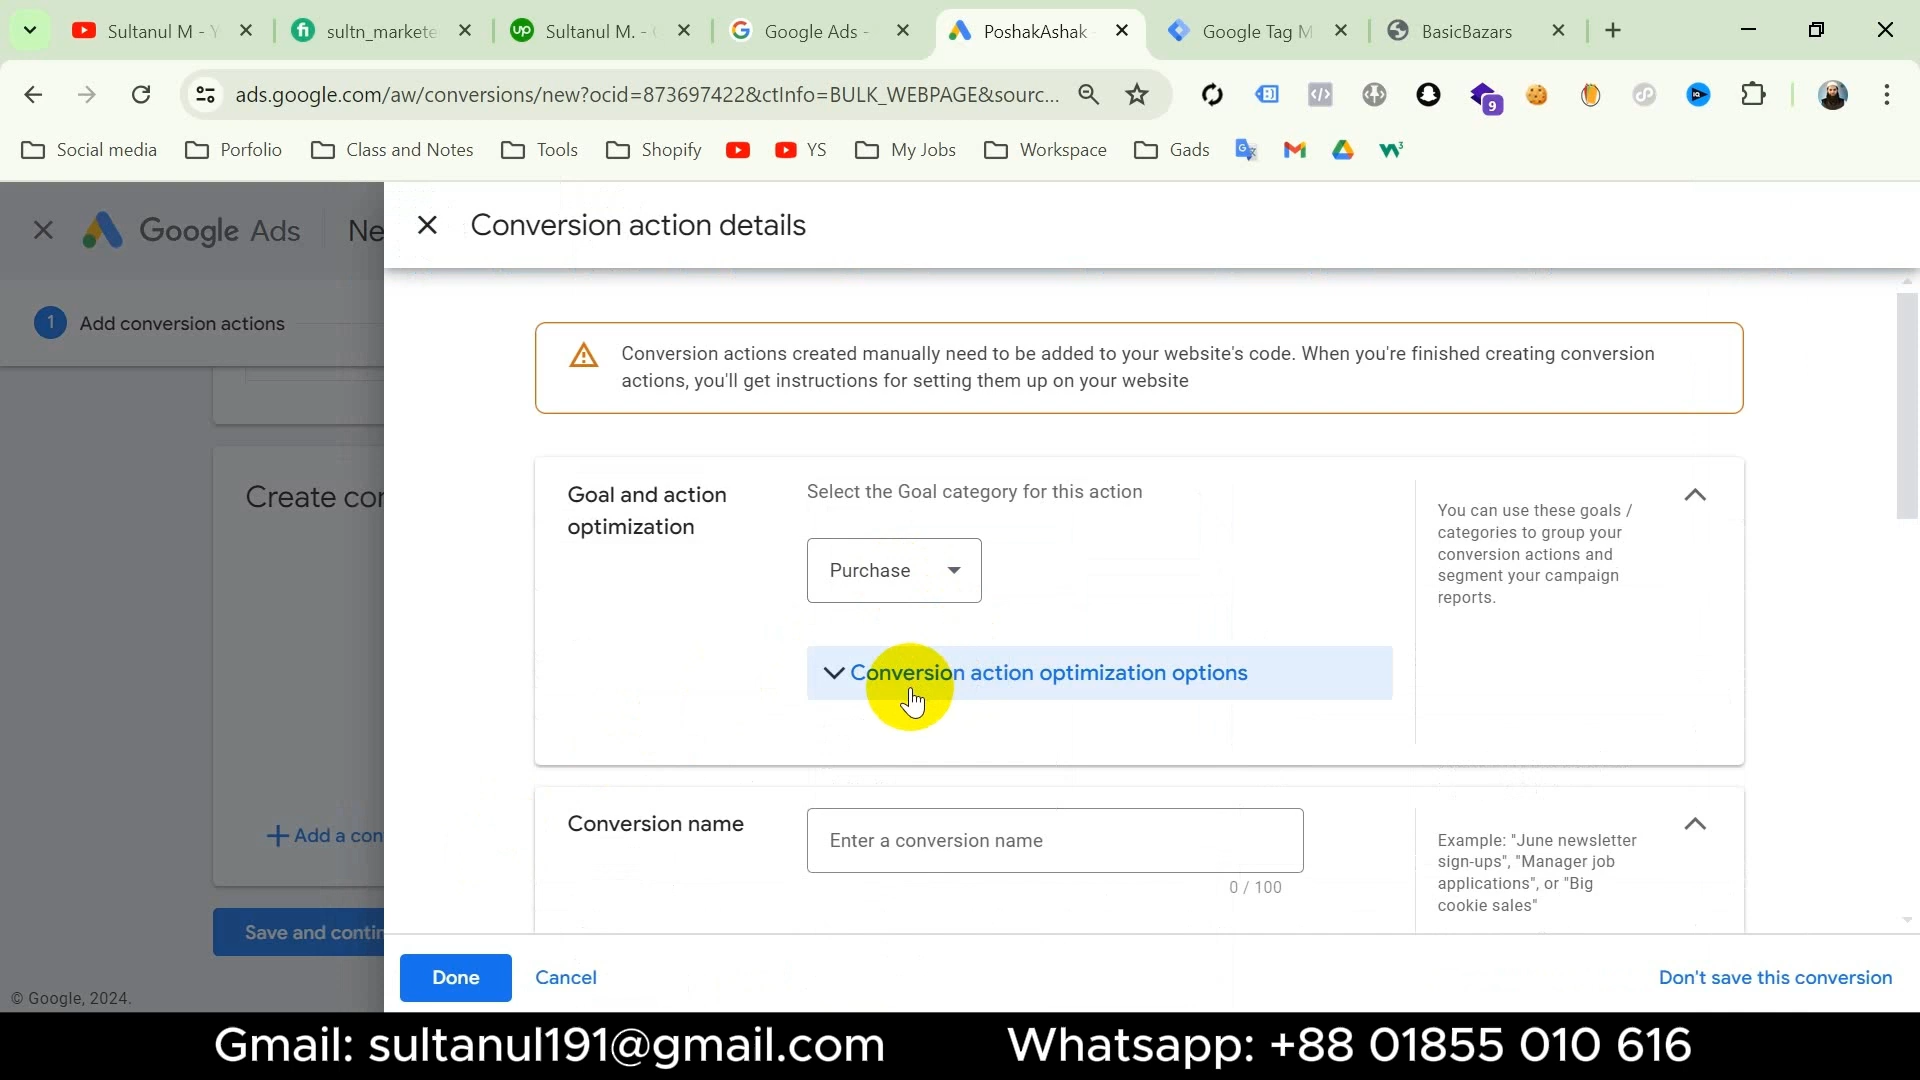 Sultanul M - Y
sultn_markete
Sultanul M. - (
Google Ads -
PoshakAshak -
Google Tag M
BasicBazars
ads.google.com/aw/conversions/new?ocid=873697422&ctInfo=BULK_WEBPAGE&sourc...
9
Social media
Porfolio
Class and Notes
Tools
Shopify
YS
My Jobs
Workspace
Gads
Google Ads
Ne
Conversion action details
1 Add conversion actions
Conversion actions created manually need to be added to your website's code. When you're finished creating conversion
actions, you'll get instructions for setting them up on your website
Create cor
Goal and action
optimization
Select the Goal category for this action
Purchase
Conversion action optimization options
You can use these goals /
categories to group your
conversion actions and
segment your campaign
reports.
Conversion name
Enter a conversion name
0 / 100
Example: "June newsletter
sign-ups", "Manager job
applications", or "Big
cookie sales"
+ Add a con
Save and contin
Done
Cancel
Don't save this conversion
© Google, 2024.
Gmail: sultanul191@gmail.com
Whatsapp: +88 01855 010 616